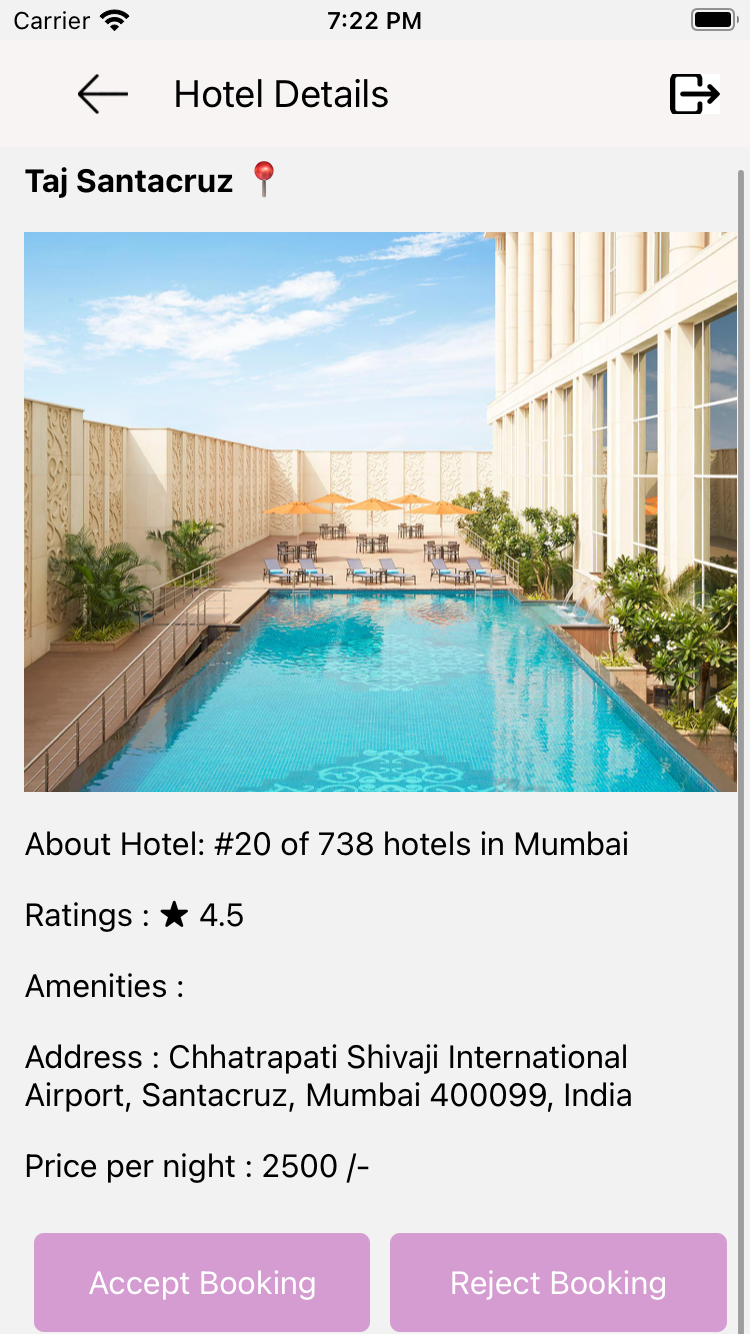 Carrier 7:22 PM
Hotel Details
Taj Santacruz
About Hotel: #20 of 738 hotels in Mumbai
Ratings : ★ 4.5
Amenities :
Address : Chhatrapati Shivaji International
Airport, Santacruz, Mumbai 400099, India
Price per night : 2500 /-
Accept Booking Reject Booking